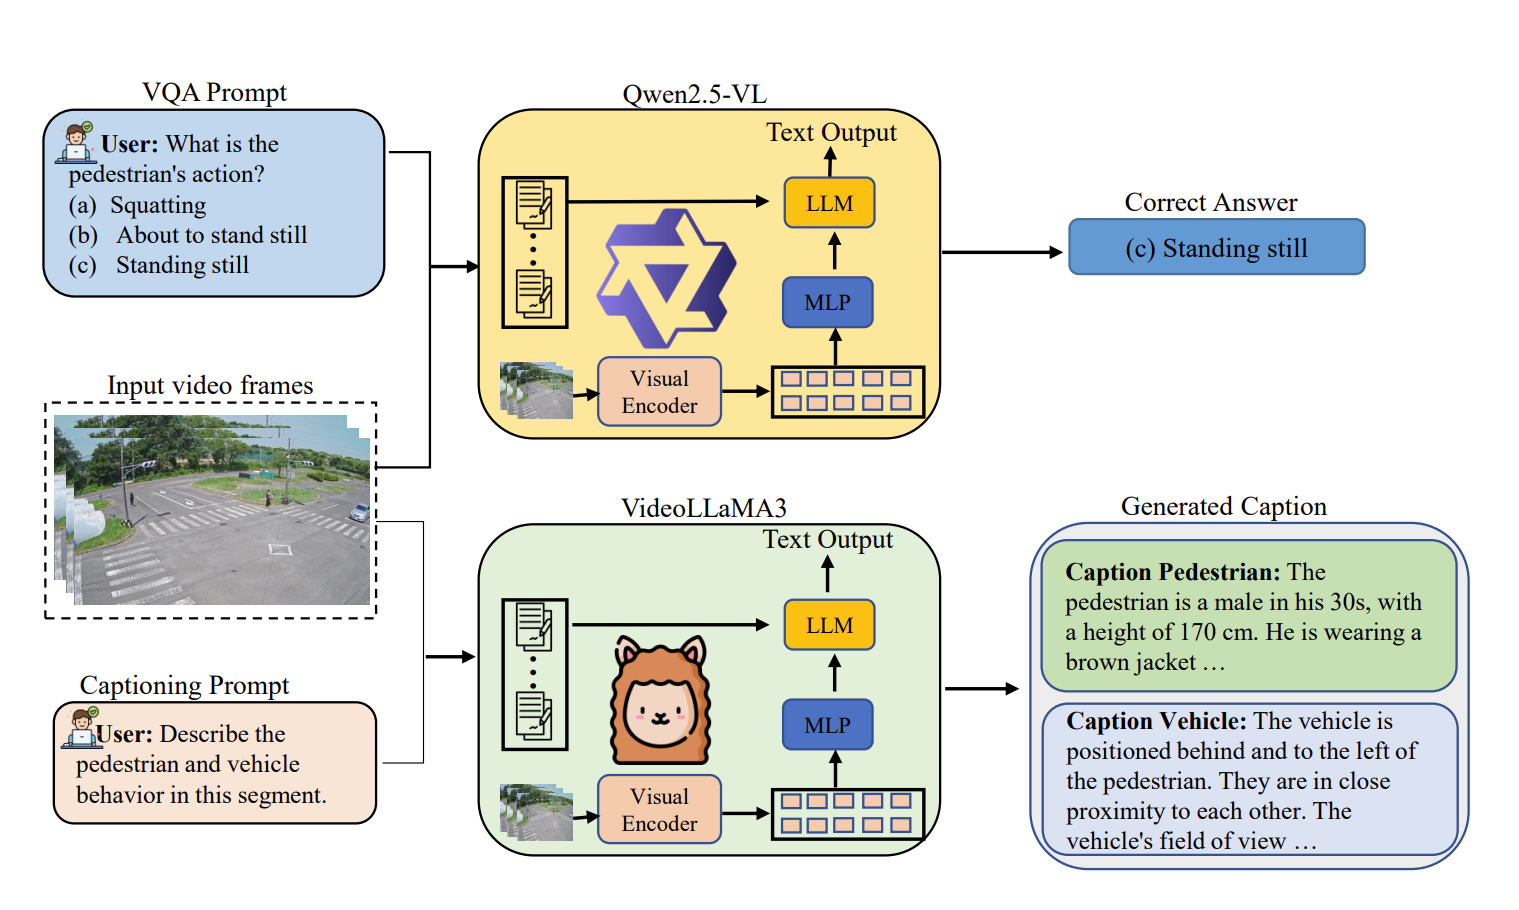 VQA Prompt
User: What is the
pedestrian's action?
(a) Squatting
(b) About to stand still
(c) Standing still
Input video frames
Captioning Prompt
User: Describe the
pedestrian and vehicle
behavior in this segment.
Qwen2.5-VL
Text Output
LLM
MLP
Visual
Encoder
VideoLLaMA3
Text Output
LLM
MLP
Visual
Encoder
Correct Answer
(c) Standing still
Generated Caption
Caption Pedestrian: The
pedestrian is a male in his 30s, with
a height of 170 cm. He is wearing a
brown jacket …
Caption Vehicle: The vehicle is
positioned behind and to the left of
the pedestrian. They are in close
proximity to each other. The
vehicle's field of view …